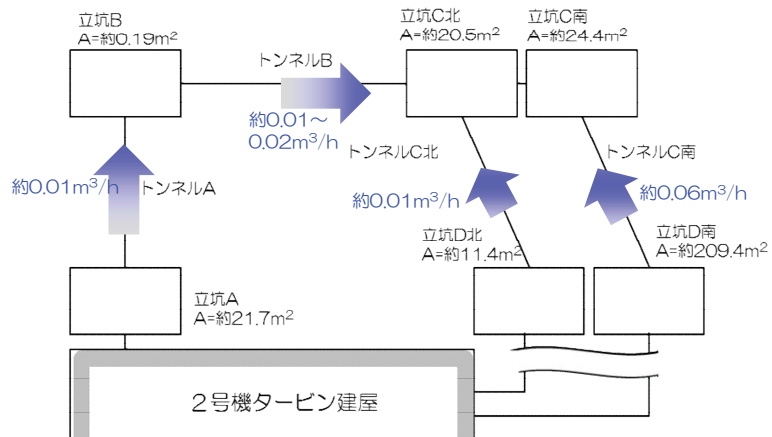 立坑B
A=約0.19m²
立坑C北
A=約20.5m²
立坑C南
A=約24.4m²
トンネルB
約0.01～
0.02m³/h
トンネルC北
トンネルC南
約0.01m³/h
トンネルA
約0.01m³/h
約0.06m³/h
立坑D北
A=約11.4m²
立坑D南
A=約209.4m²
立坑A
A=約21.7m²
２号機タービン建屋